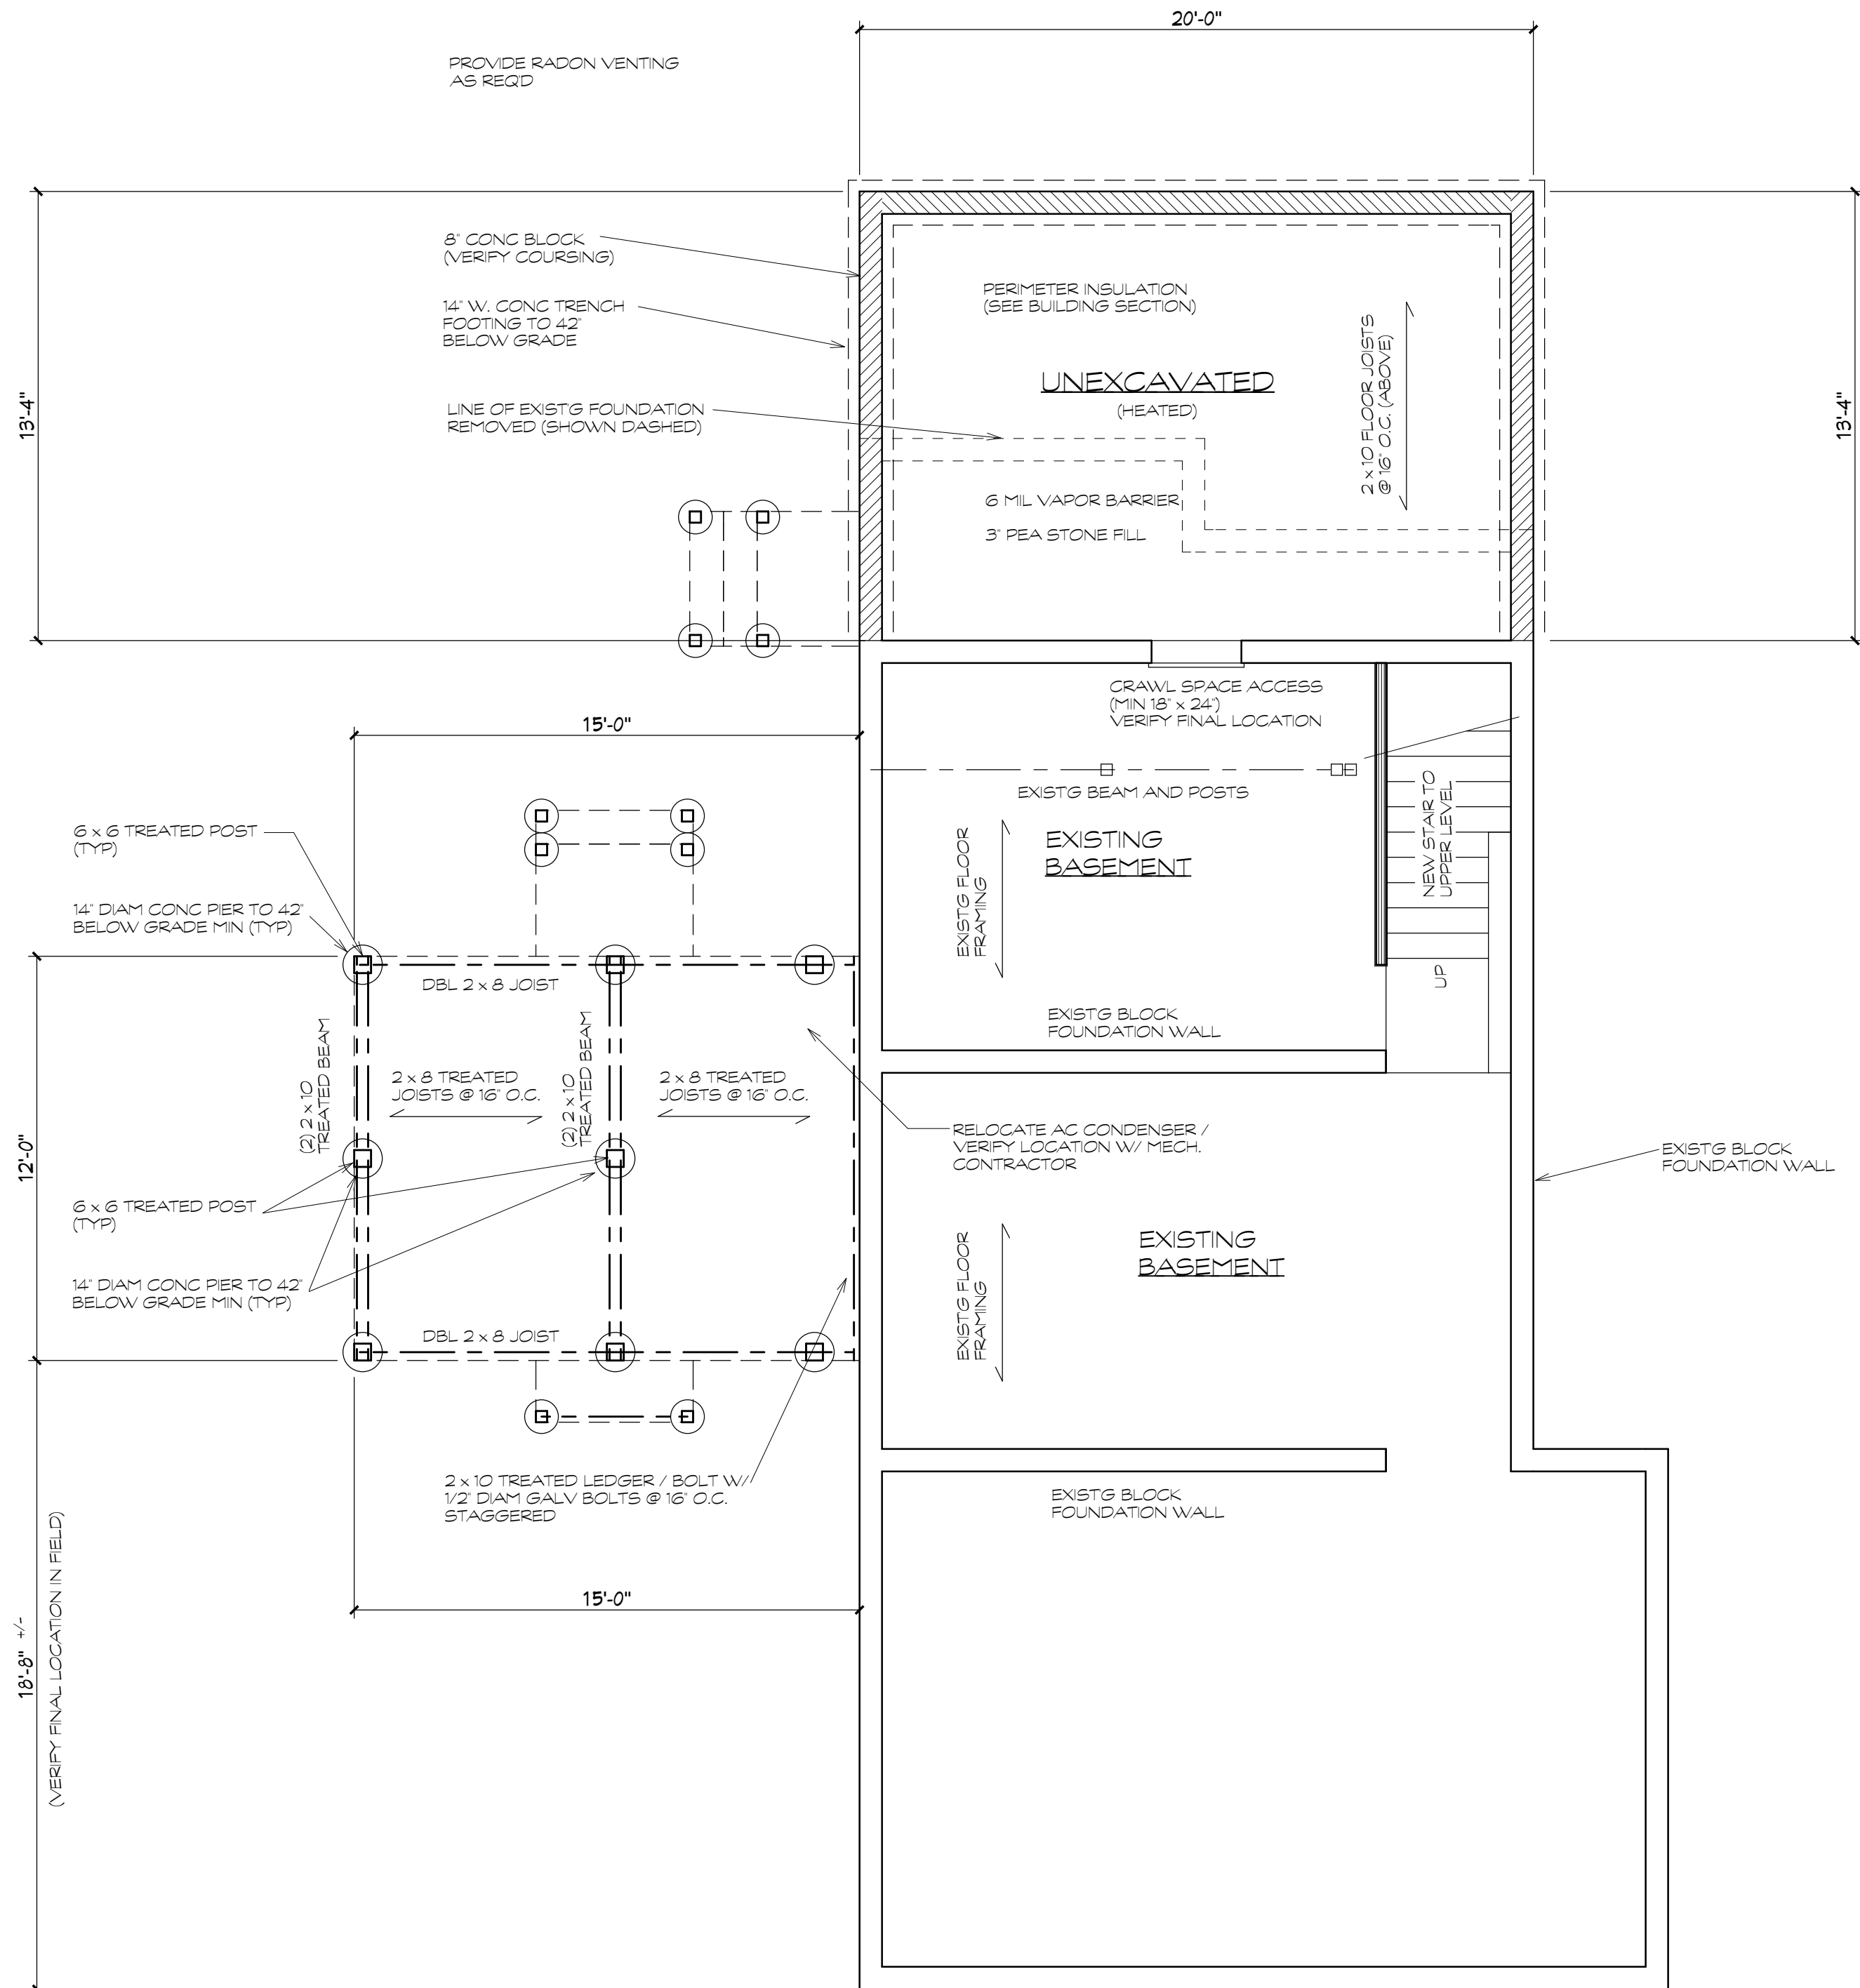 20'-0"
PROVIDE RADON VENTING
AS REQ'D
8" CONC BLOCK
(VERIFY COURSING)
14" W. CONC TRENCH
FOOTING TO 42"
BELOW GRADE
LINE OF EXISTG FOUNDATION
REMOVED (SHOWN DASHED)
13'-4"
PERIMETER INSULATION
(SEE BUILDING SECTION)
UNEXCAVATED
(HEATED)
2 x 10 FLOOR JOISTS
@ 16" O.C. (ABOVE)
13'-4"
6 MIL VAPOR BARRIER
3" PEA STONE FILL
CRAWL SPACE ACCESS
(MIN 18" x 24")
VERIFY FINAL LOCATION
15'-0"
EXISTG BEAM AND POSTS
EXISTING
BASEMENT
EXISTG FLOOR
FRAMING
NEW STAIR TO
UPPER LEVEL
UP
EXISTG BLOCK
FOUNDATION WALL
6 x 6 TREATED POST
(TYP)
14" DIAM CONC PIER TO 42"
BELOW GRADE MIN (TYP)
DBL 2 x 8 JOIST
(2) 2 x 10
TREATED BEAM
2 x 8 TREATED
JOISTS @ 16" O.C.
(2) 2 x 10
TREATED BEAM
2 x 8 TREATED
JOISTS @ 16" O.C.
12'-0"
RELOCATE AC CONDENSER /
VERIFY LOCATION W/ MECH.
CONTRACTOR
EXISTG BLOCK
FOUNDATION WALL
6 x 6 TREATED POST
(TYP)
14" DIAM CONC PIER TO 42"
BELOW GRADE MIN (TYP)
DBL 2 x 8 JOIST
EXISTG FLOOR
FRAMING
EXISTING
BASEMENT
2 x 10 TREATED LEDGER / BOLT W/
1/2" DIAM GALV BOLTS @ 16" O.C.
STAGGERED
EXISTG BLOCK
FOUNDATION WALL
15'-0"
18'-8" +/-
(VERIFY FINAL LOCATION IN FIELD)